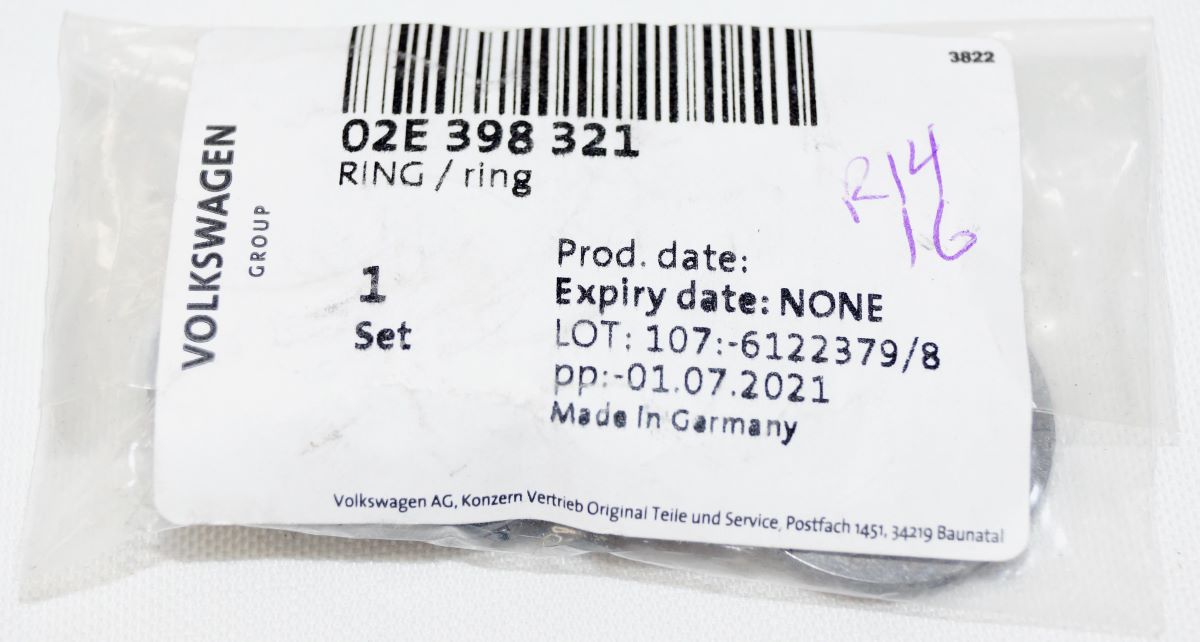 3822
02E 398 321
RING / ring
R14
16
VOLKSWAGEN
GROUP
1
Set
Prod. date:
Expiry date: NONE
LOT: 107:-6122379/8
pp:-01.07.2021
Made in Garmany
Volkswagen AG, Konzern Vertrieb Original Teile und Service, Postfach 1451, 34219 Baunatal